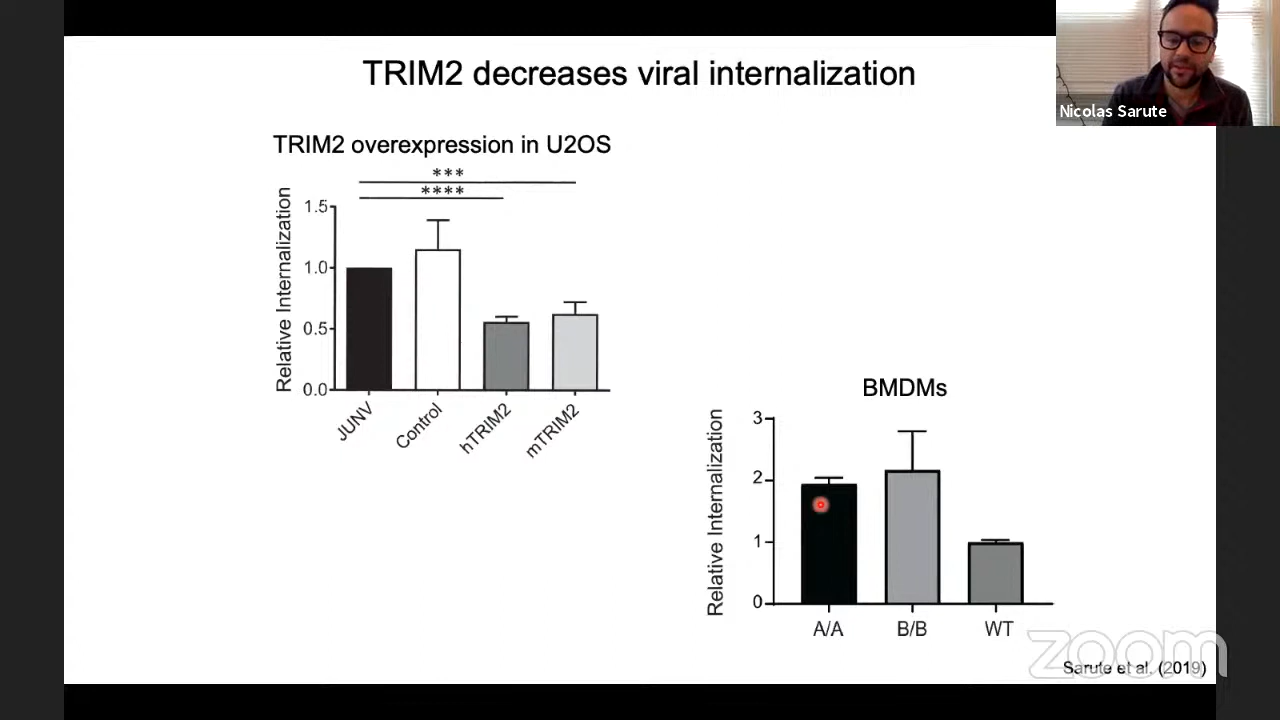 TRIM2 decreases viral internalization
Nicolas Sarute
TRIM2 overexpression in U2OS
***
****
Relative Internalization
1.5
1.0
0.5
0.0
JUNV
Control
hTRIM2
mTRIM2
BMDMs
Relative Internalization
3
2
1
0
A/A
B/B
WT
zoom
Sarute et al. (2019)